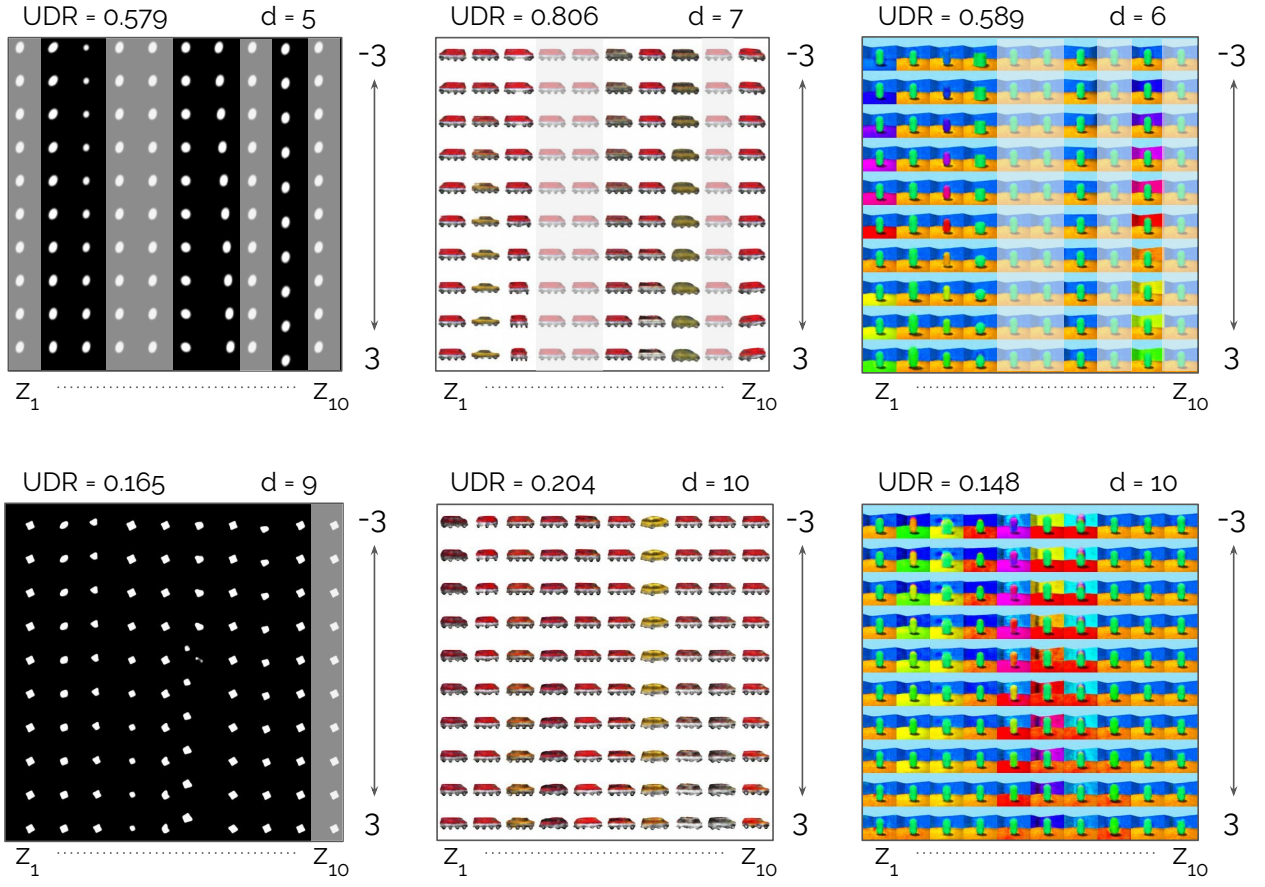 UDR = 0.579 d = 5
-3
3
Z1 Z10
UDR = 0.806 d = 7
-3
3
Z1 Z10
UDR = 0.589 d = 6
-3
3
Z1 Z10
UDR = 0.165 d = 9
-3
3
Z1 Z10
UDR = 0.204 d = 10
-3
3
Z1 Z10
UDR = 0.148 d = 10
-3
3
Z1 Z10